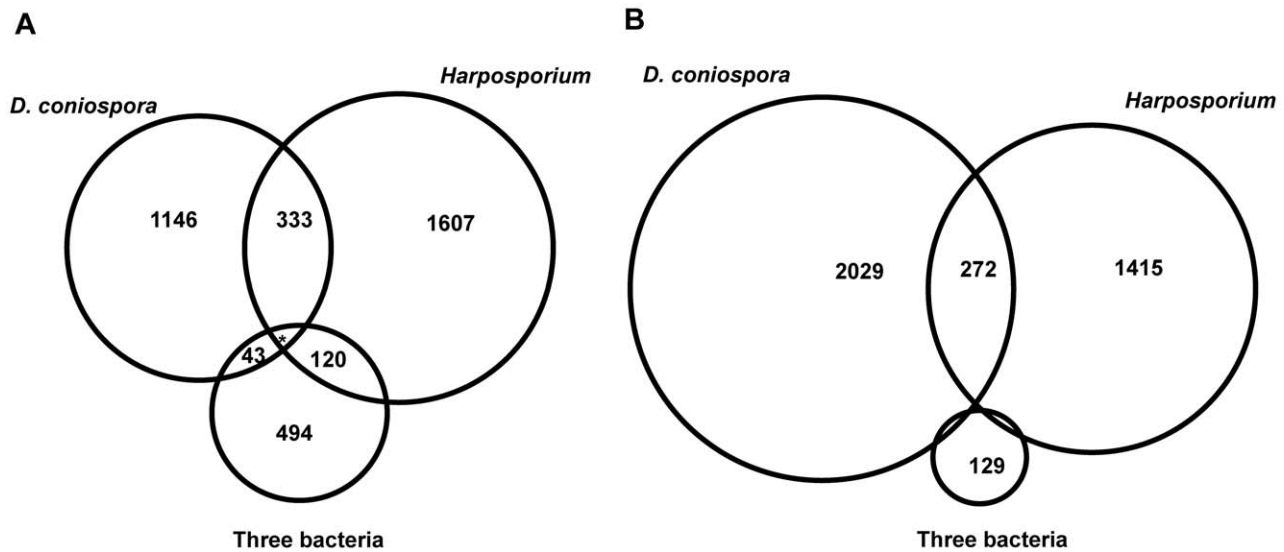 A
Harposporium
D. coniospora
1146
333
1607
*
43
120
494
Three bacteria
B
D. coniospora
Harposporium
2029
272
1415
129
Three bacteria